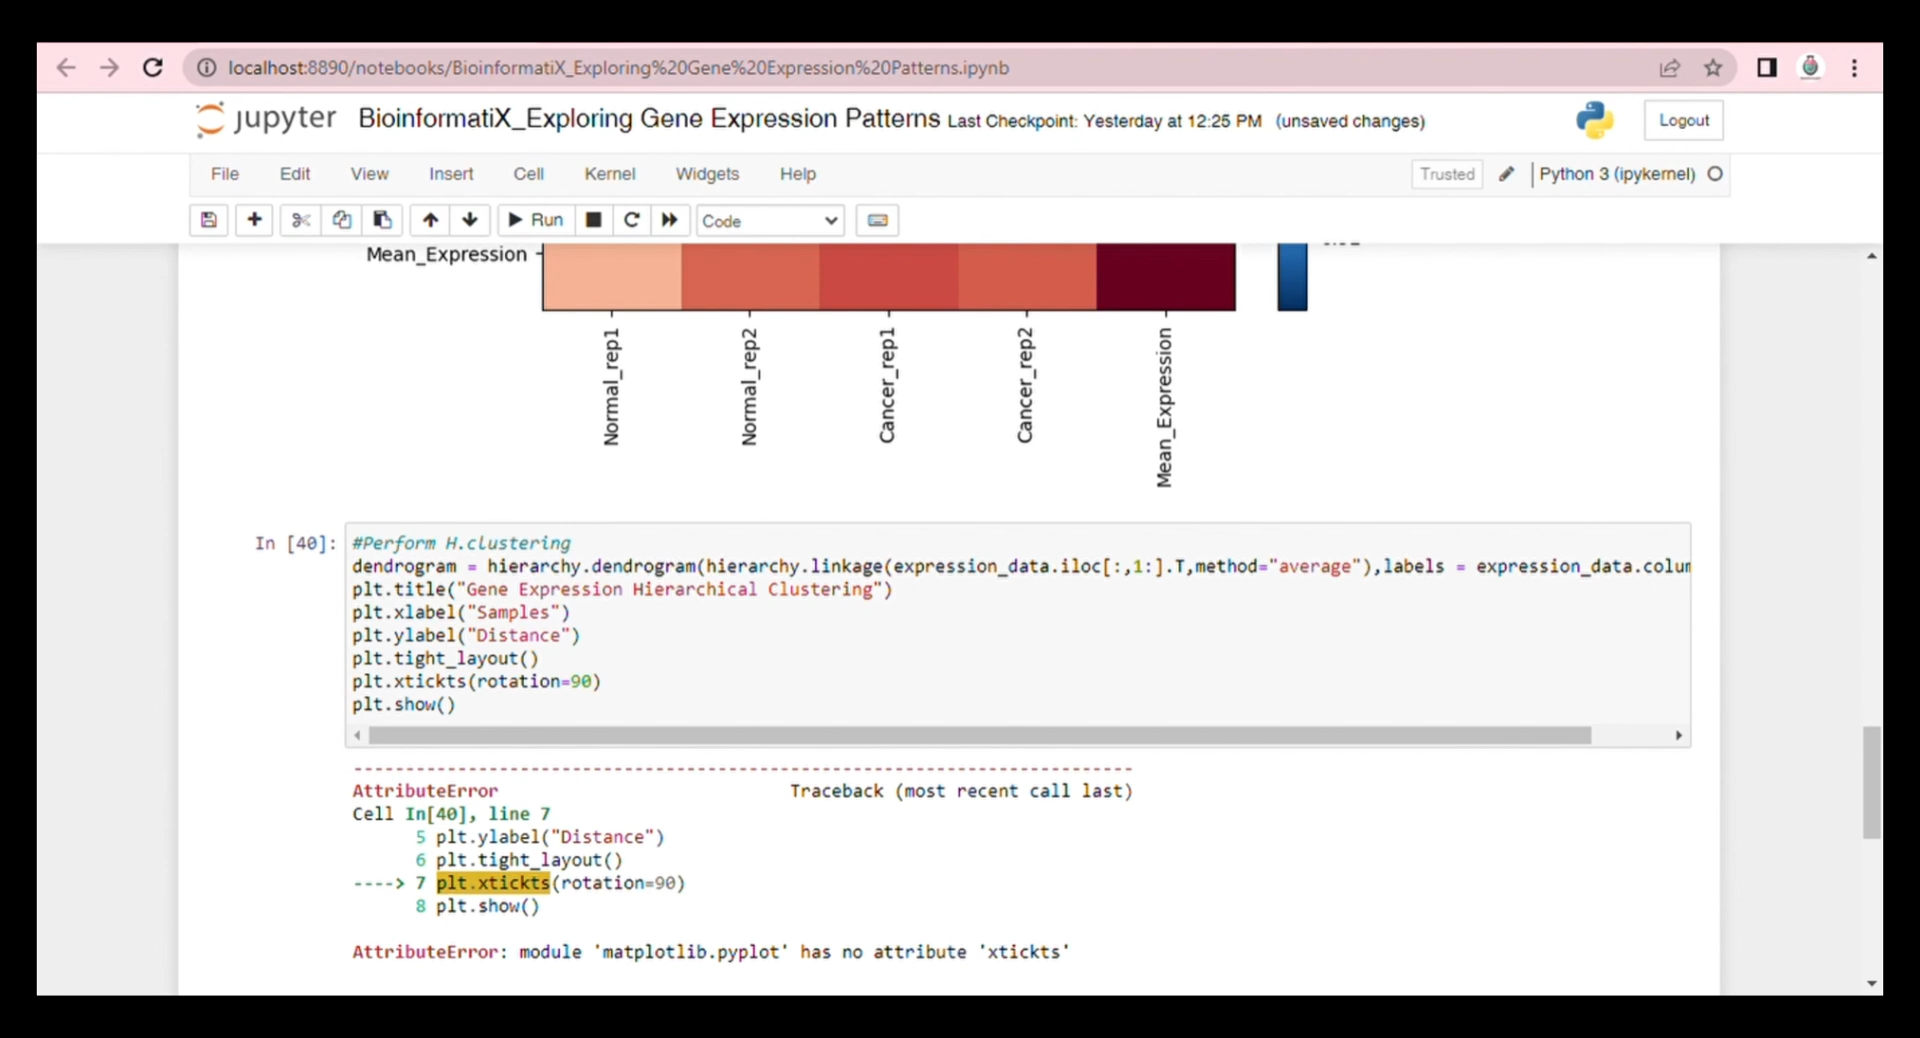 localhost:8890/notebooks/BioinformatiX_Exploring%20Gene%20Expression%20Patterns.ipynb
jupyter BioinformatiX_Exploring Gene Expression Patterns Last Checkpoint: Yesterday at 12:25 PM (unsaved changes) Logout
File Edit View Insert Cell Kernel Widgets Help Trusted Python 3 (ipykernel)
Run Code
Mean_Expression
Normal_rep1 Normal_rep2 Cancer_rep1 Cancer_rep2 Mean_Expression
In [40]: #Perform H.clustering
dendrogram = hierarchy.dendrogram(hierarchy.linkage(expression_data.iloc[:,1:].T,method="average"),labels = expression_data.colum
plt.title("Gene Expression Hierarchical Clustering")
plt.xlabel("Samples")
plt.ylabel("Distance")
plt.tight_layout()
plt.xtickts(rotation=90)
plt.show()
---------------------------------------------------------------------------
AttributeError Traceback (most recent call last)
Cell In[40], line 7
5 plt.ylabel("Distance")
6 plt.tight_layout()
----> 7 plt.xtickts(rotation=90)
8 plt.show()
AttributeError: module 'matplotlib.pyplot' has no attribute 'xtickts'